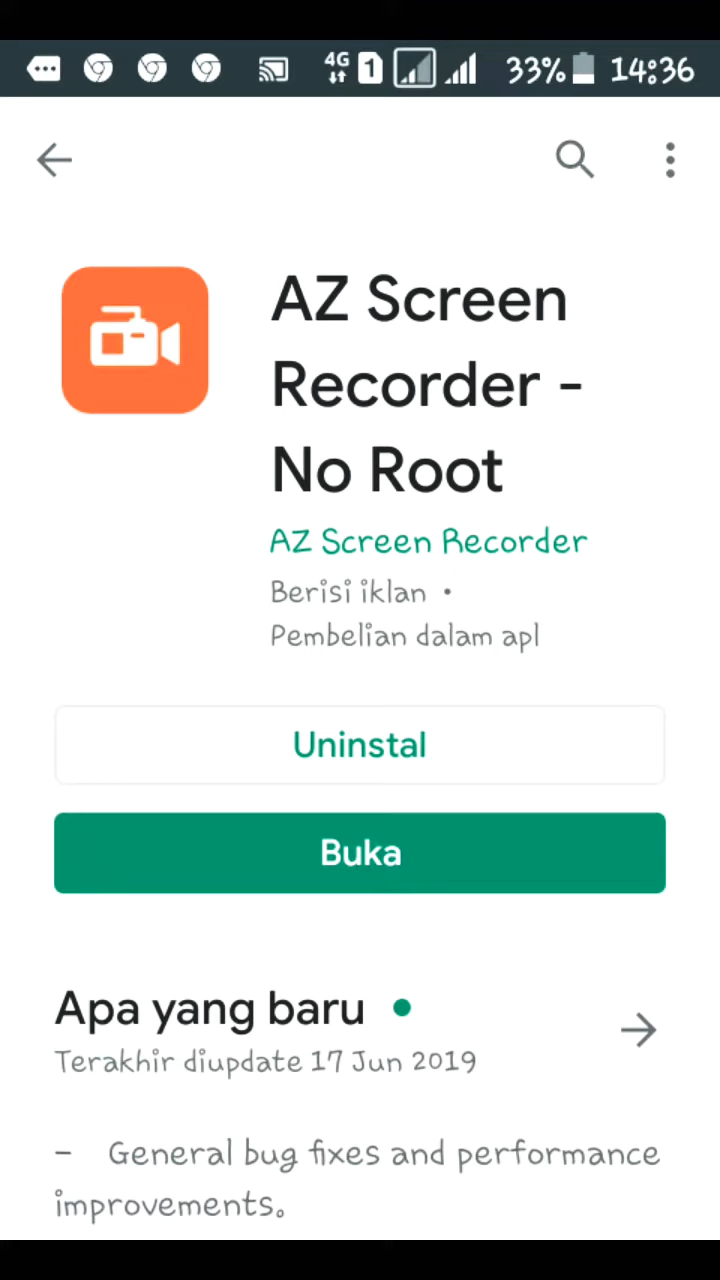 4G 1 33% 14:36
AZ Screen
Recorder -
No Root
AZ Screen Recorder
Berisi iklan •
Pembelian dalam apl
Uninstal
Buka
Apa yang baru •
Terakhir diupdate 17 Jun 2019
- General bug fixes and performance
improvements.